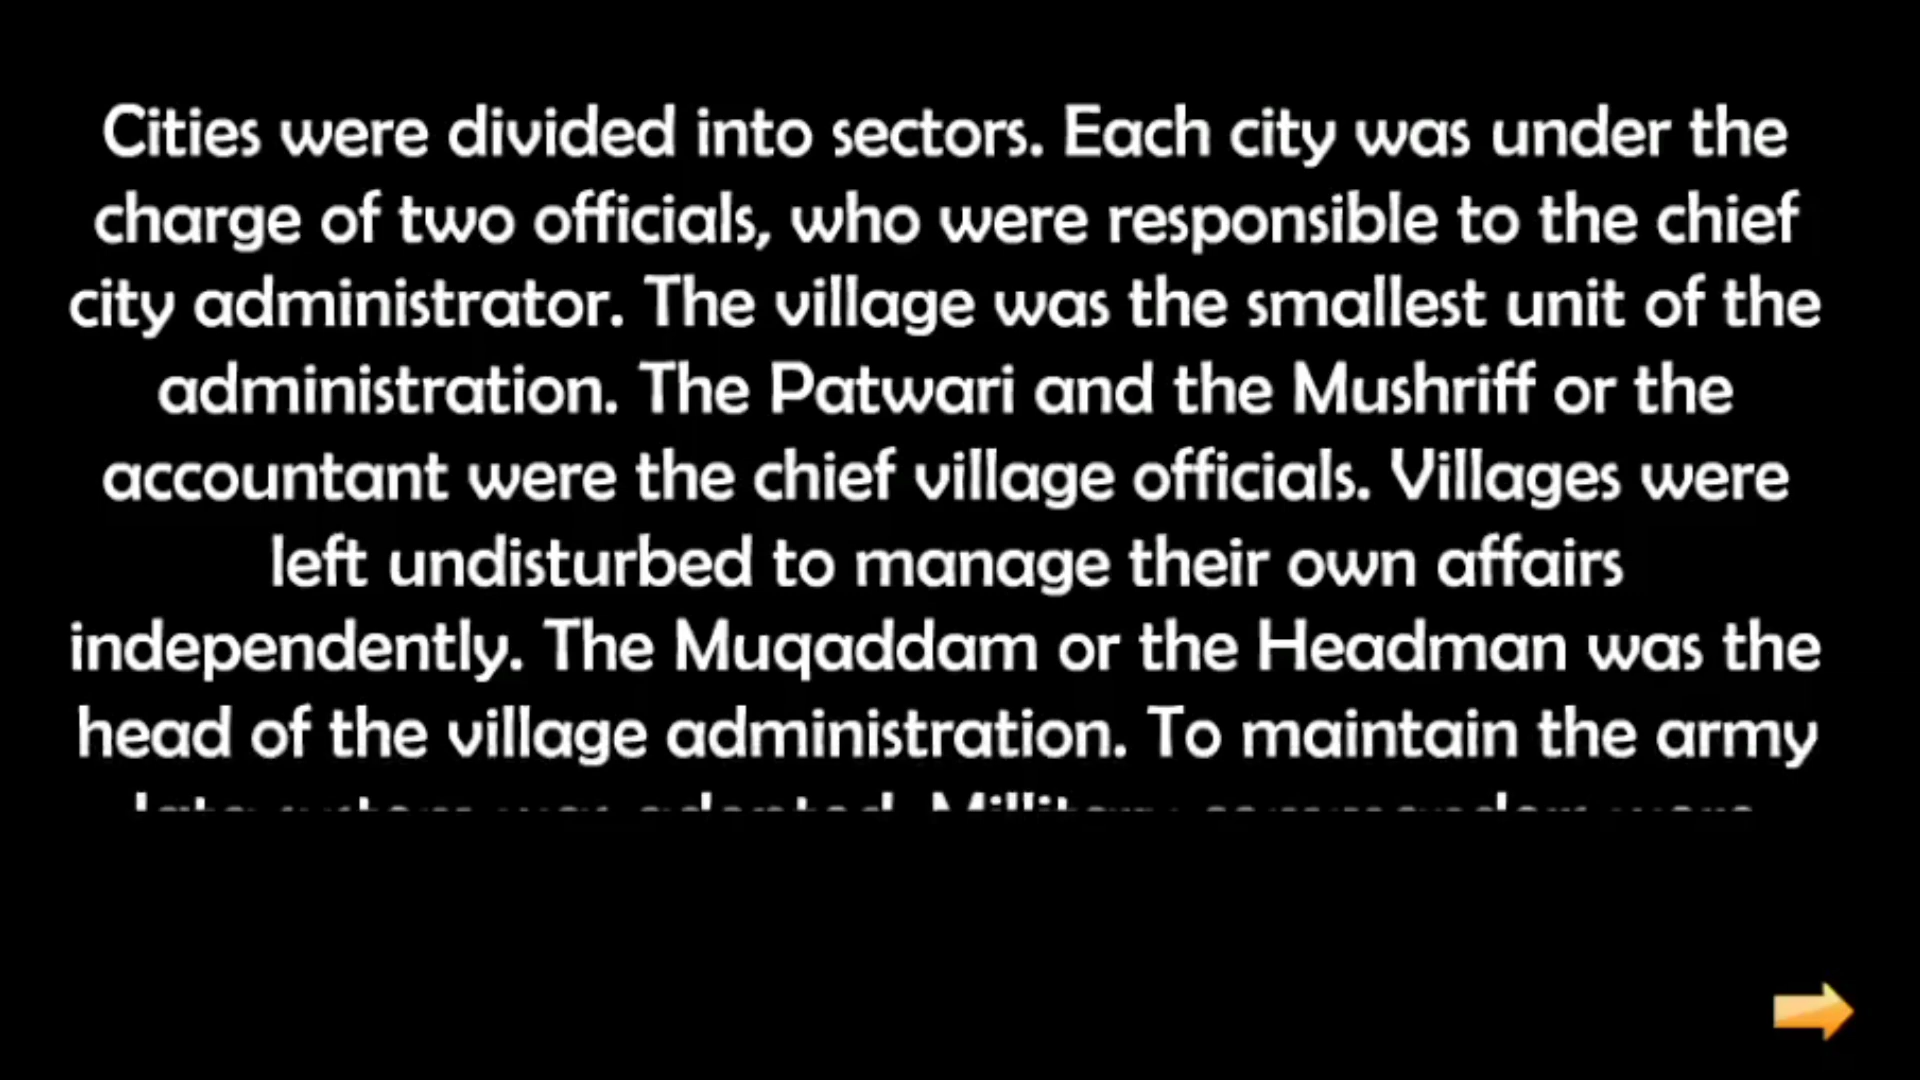 Cities were divided into sectors. Each city was under the
charge of two officials, who were responsible to the chief
city administrator. The village was the smallest unit of the
administration. The Patwari and the Mushriff or the
accountant were the chief village officials. Villages were
left undisturbed to manage their own affairs
independently. The Muqaddam or the Headman was the
head of the village administration. To maintain the army